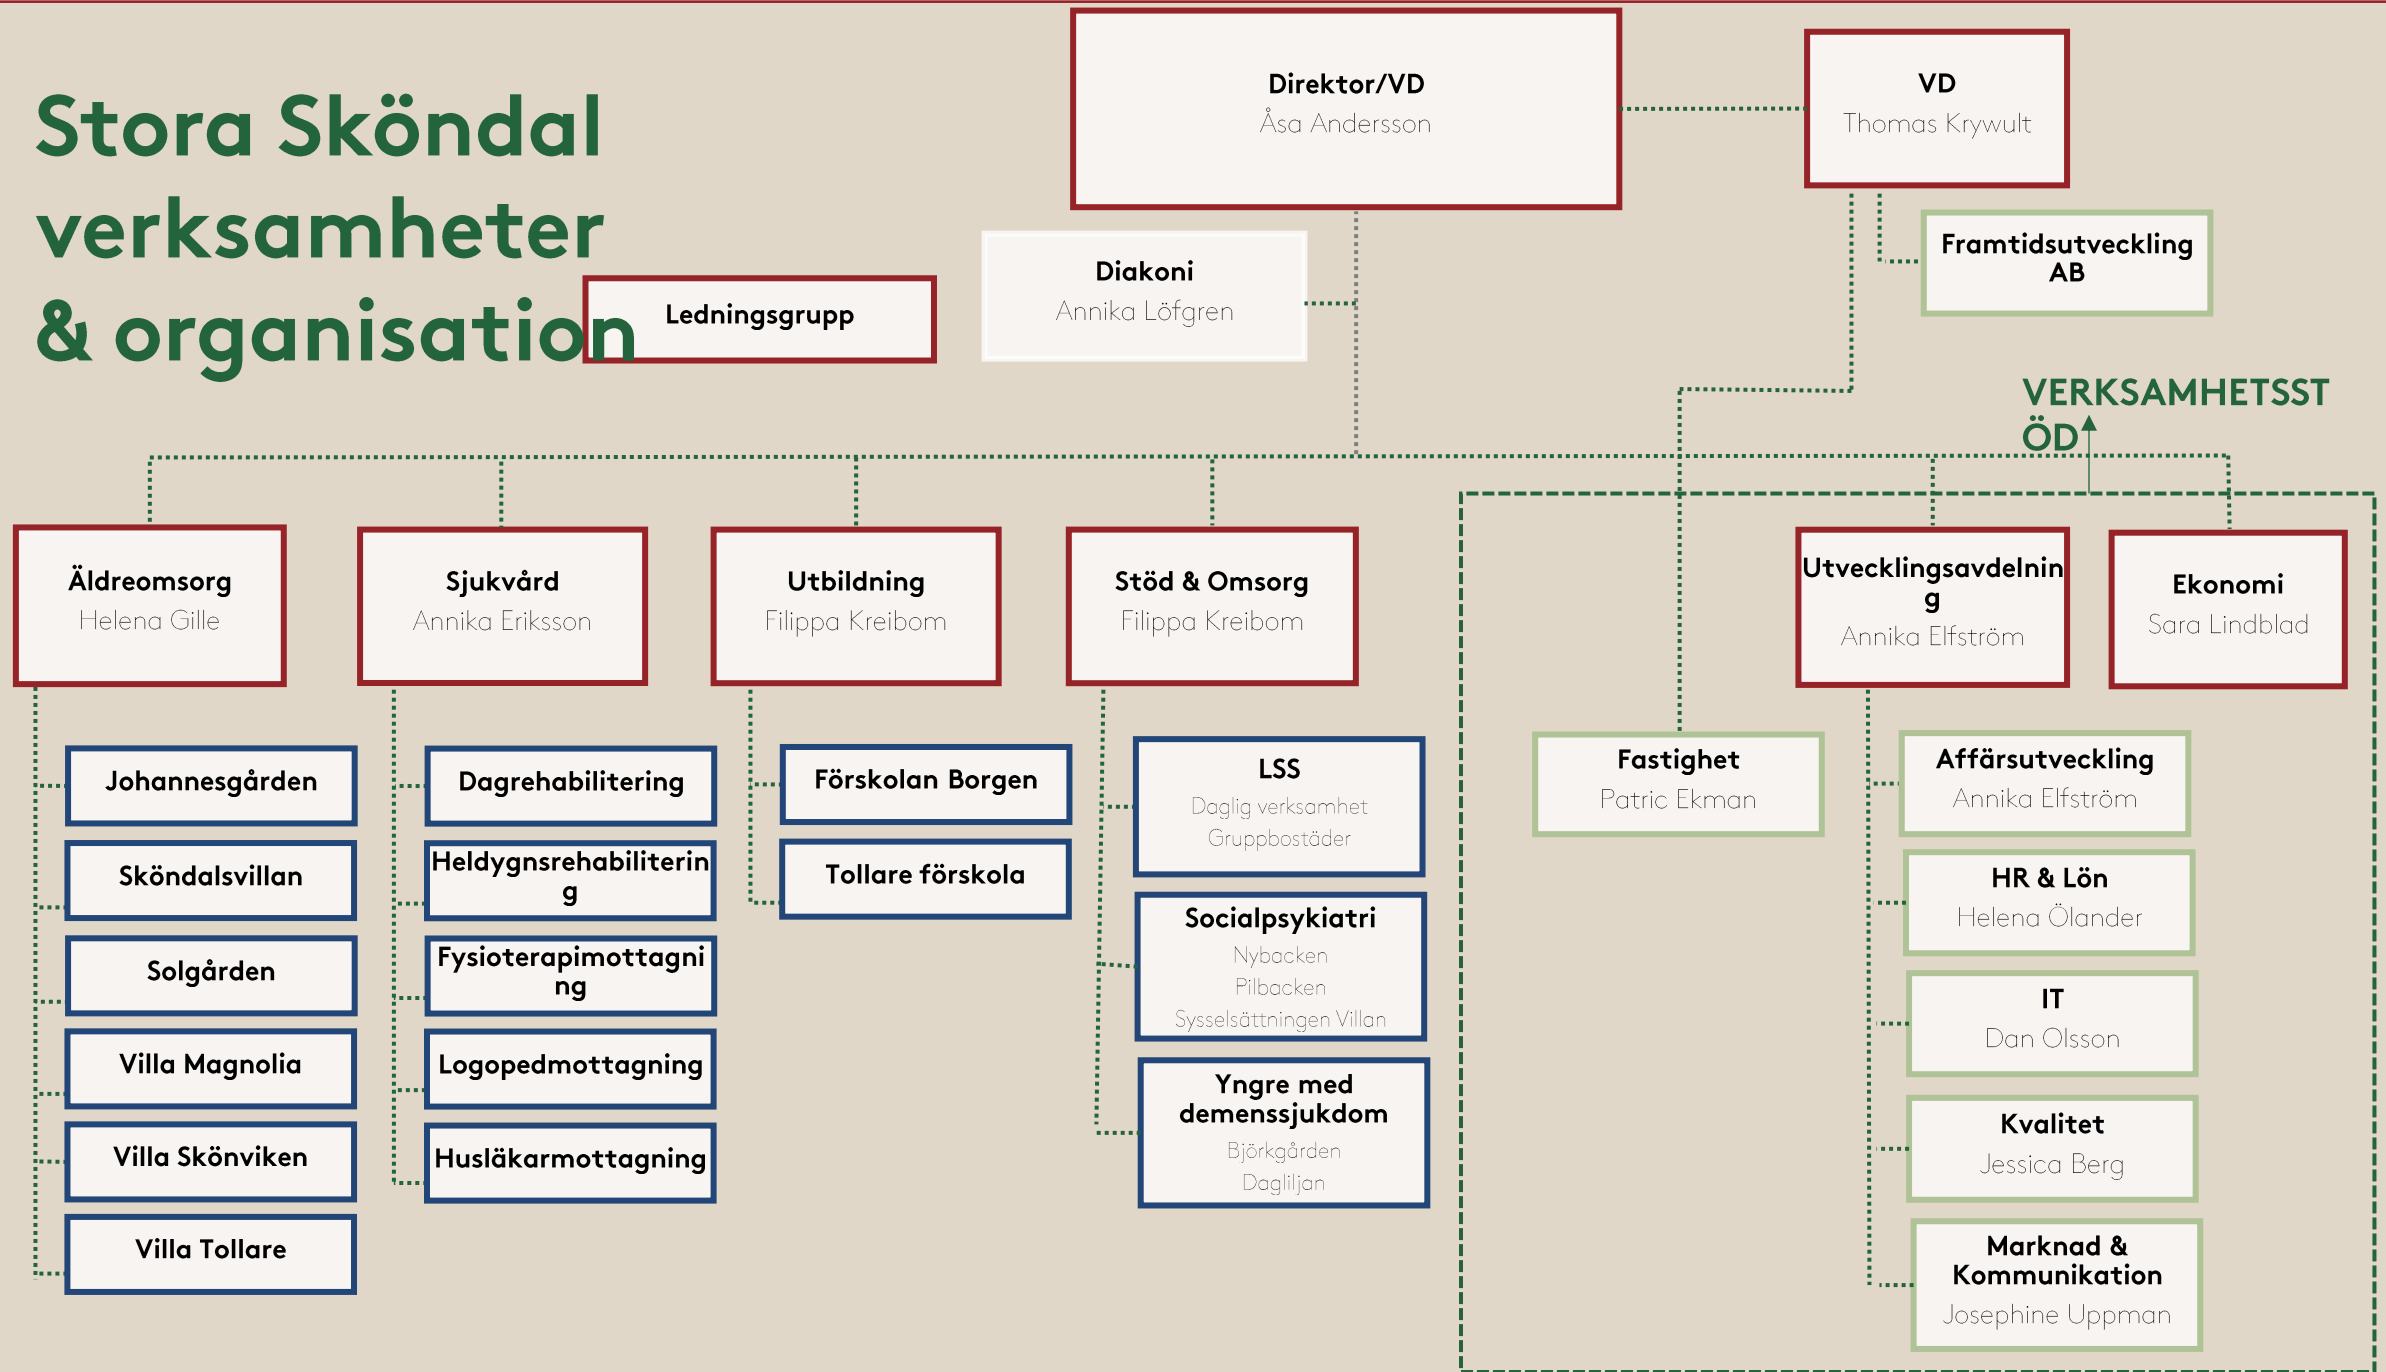 Stora Sköndal
verksamheter
& organisation
Ledningsgrupp
Direktor/VD
Åsa Andersson
VD
Thomas Krywult
Diakoni
Annika Löfgren
Framtidsutveckling
AB
VERKSAMHETSST
ÖD
Äldreomsorg
Helena Gille
Johannesgården
Sköndalsvillan
Solgården
Villa Magnolia
Villa Skönviken
Villa Tollare
Sjukvård
Annika Eriksson
Dagrehabilitering
Heldygnsrehabiliterin
g
Fysioterapimottagni
ng
Logopedmottagning
Husläkarmottagning
Utbildning
Filippa Kreibom
Förskolan Borgen
Tollare förskola
Stöd & Omsorg
Filippa Kreibom
LSS
Daglig verksamhet
Gruppbostäder
Socialpsykiatri
Nybacken
Pilbacken
Sysselsättningen Villan
Yngre med
demenssjukdom
Björkgården
Dagliljan
Fastighet
Patric Ekman
Utvecklingsavdelnin
g
Annika Elfström
Affärsutveckling
Annika Elfström
HR & Lön
Helena Ölander
IT
Dan Olsson
Kvalitet
Jessica Berg
Marknad &
Kommunikation
Josephine Uppman
Ekonomi
Sara Lindblad